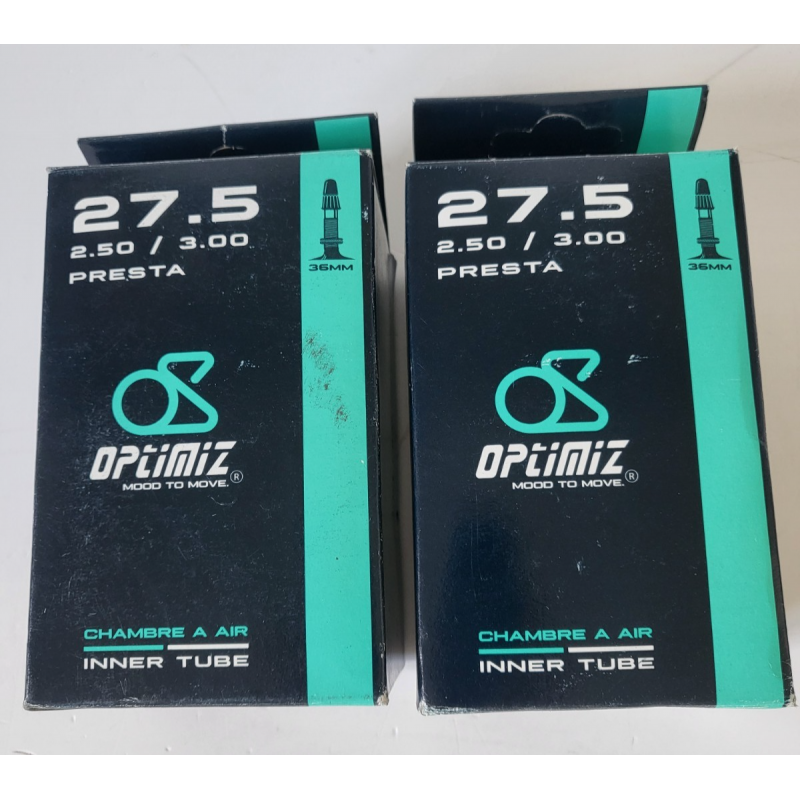 27.5
2.50 / 3.00
PRESTA
36MM
OPTIMIZ®
MOOD TO MOVE.
CHAMBRE A AIR
INNER TUBE
27.5
2.50 / 3.00
PRESTA
36MM
OPTIMIZ®
MOOD TO MOVE.
CHAMBRE A AIR
INNER TUBE